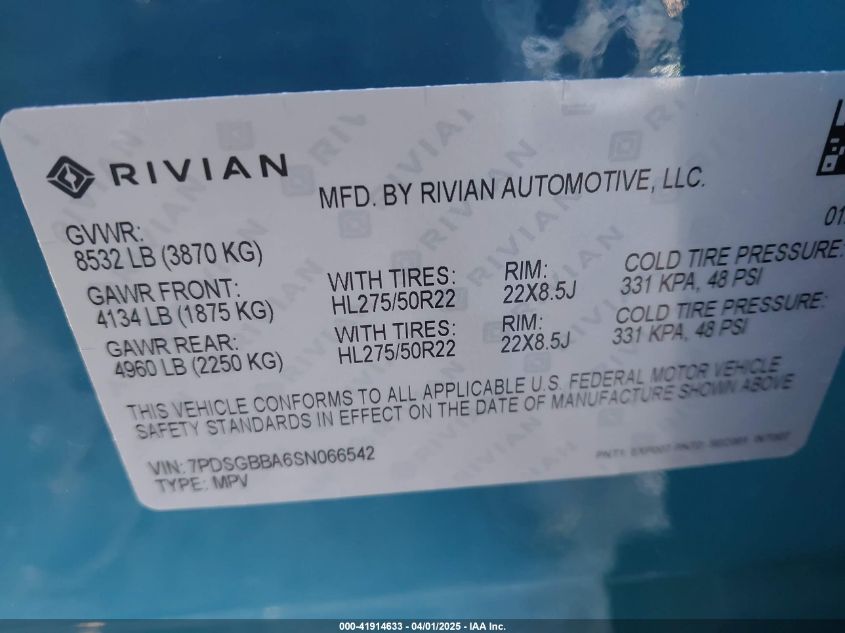 RIVIAN
MFD. BY RIVIAN AUTOMOTIVE, LLC.
01
GVWR:
8532 LB (3870 KG)
GAWR FRONT:
4134 LB (1875 KG)
WITH TIRES:
HL275/50R22
RIM:
22X8.5J
COLD TIRE PRESSURE:
331 KPA, 48 PSI
GAWR REAR:
4960 LB (2250 KG)
WITH TIRES:
HL275/50R22
RIM:
22X8.5J
COLD TIRE PRESSURE:
331 KPA, 48 PSI
THIS VEHICLE CONFORMS TO ALL APPLICABLE U.S. FEDERAL MOTOR VEHICLE
SAFETY STANDARDS IN EFFECT ON THE DATE OF MANUFACTURE SHOWN ABOVE
VIN: 7PDSGBBA6SN066542
TYPE: MPV
000-41914633 - 04/01/2025 - IAA Inc.